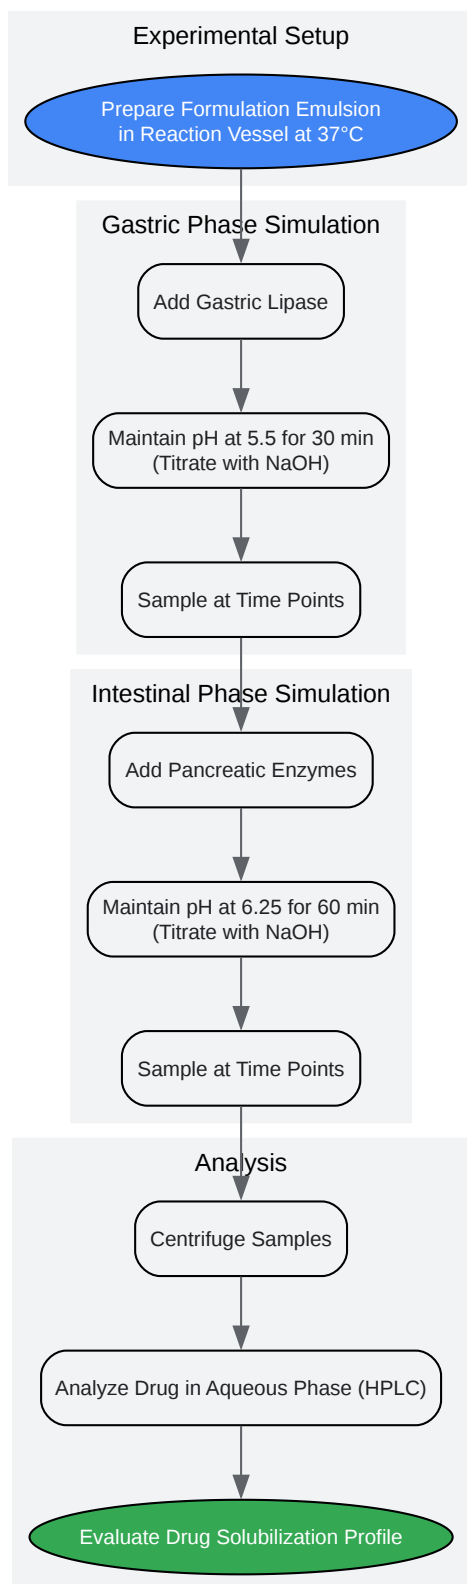 Experimental Setup
Prepare Formulation Emulsion
in Reaction Vessel at 37°C
Gastric Phase Simulation
Add Gastric Lipase
Maintain pH at 5.5 for 30 min
(Titrate with NaOH)
Sample at Time Points
Intestinal Phase Simulation
Add Pancreatic Enzymes
Maintain pH at 6.25 for 60 min
(Titrate with NaOH)
Sample at Time Points
Analysis
Centrifuge Samples
Analyze Drug in Aqueous Phase (HPLC)
Evaluate Drug Solubilization Profile